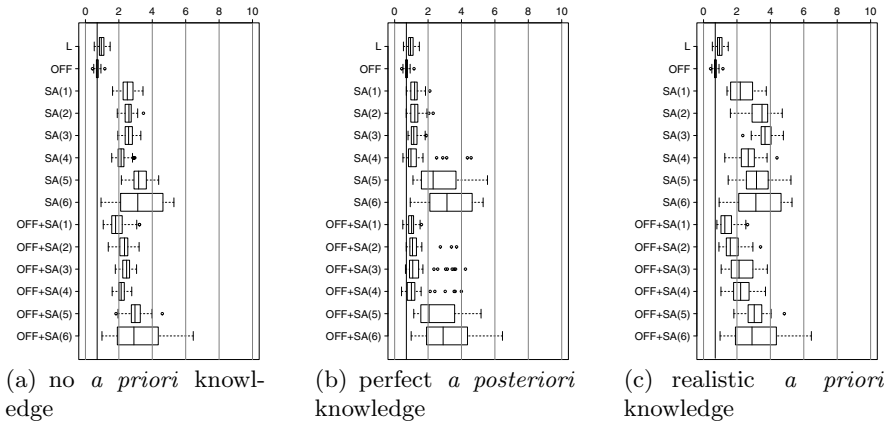 0 2 4 6 8 10
L
OFF
SA(1)
SA(2)
SA(3)
SA(4)
SA(5)
SA(6)
OFF+SA(1)
OFF+SA(2)
OFF+SA(3)
OFF+SA(4)
OFF+SA(5)
OFF+SA(6)
(a) no a priori knowl-
edge
0 2 4 6 8 10
L
OFF
SA(1)
SA(2)
SA(3)
SA(4)
SA(5)
SA(6)
OFF+SA(1)
OFF+SA(2)
OFF+SA(3)
OFF+SA(4)
OFF+SA(5)
OFF+SA(6)
(b) perfect a posteriori
knowledge
0 2 4 6 8 10
L
OFF
SA(1)
SA(2)
SA(3)
SA(4)
SA(5)
SA(6)
OFF+SA(1)
OFF+SA(2)
OFF+SA(3)
OFF+SA(4)
OFF+SA(5)
OFF+SA(6)
(c) realistic a priori
knowledge